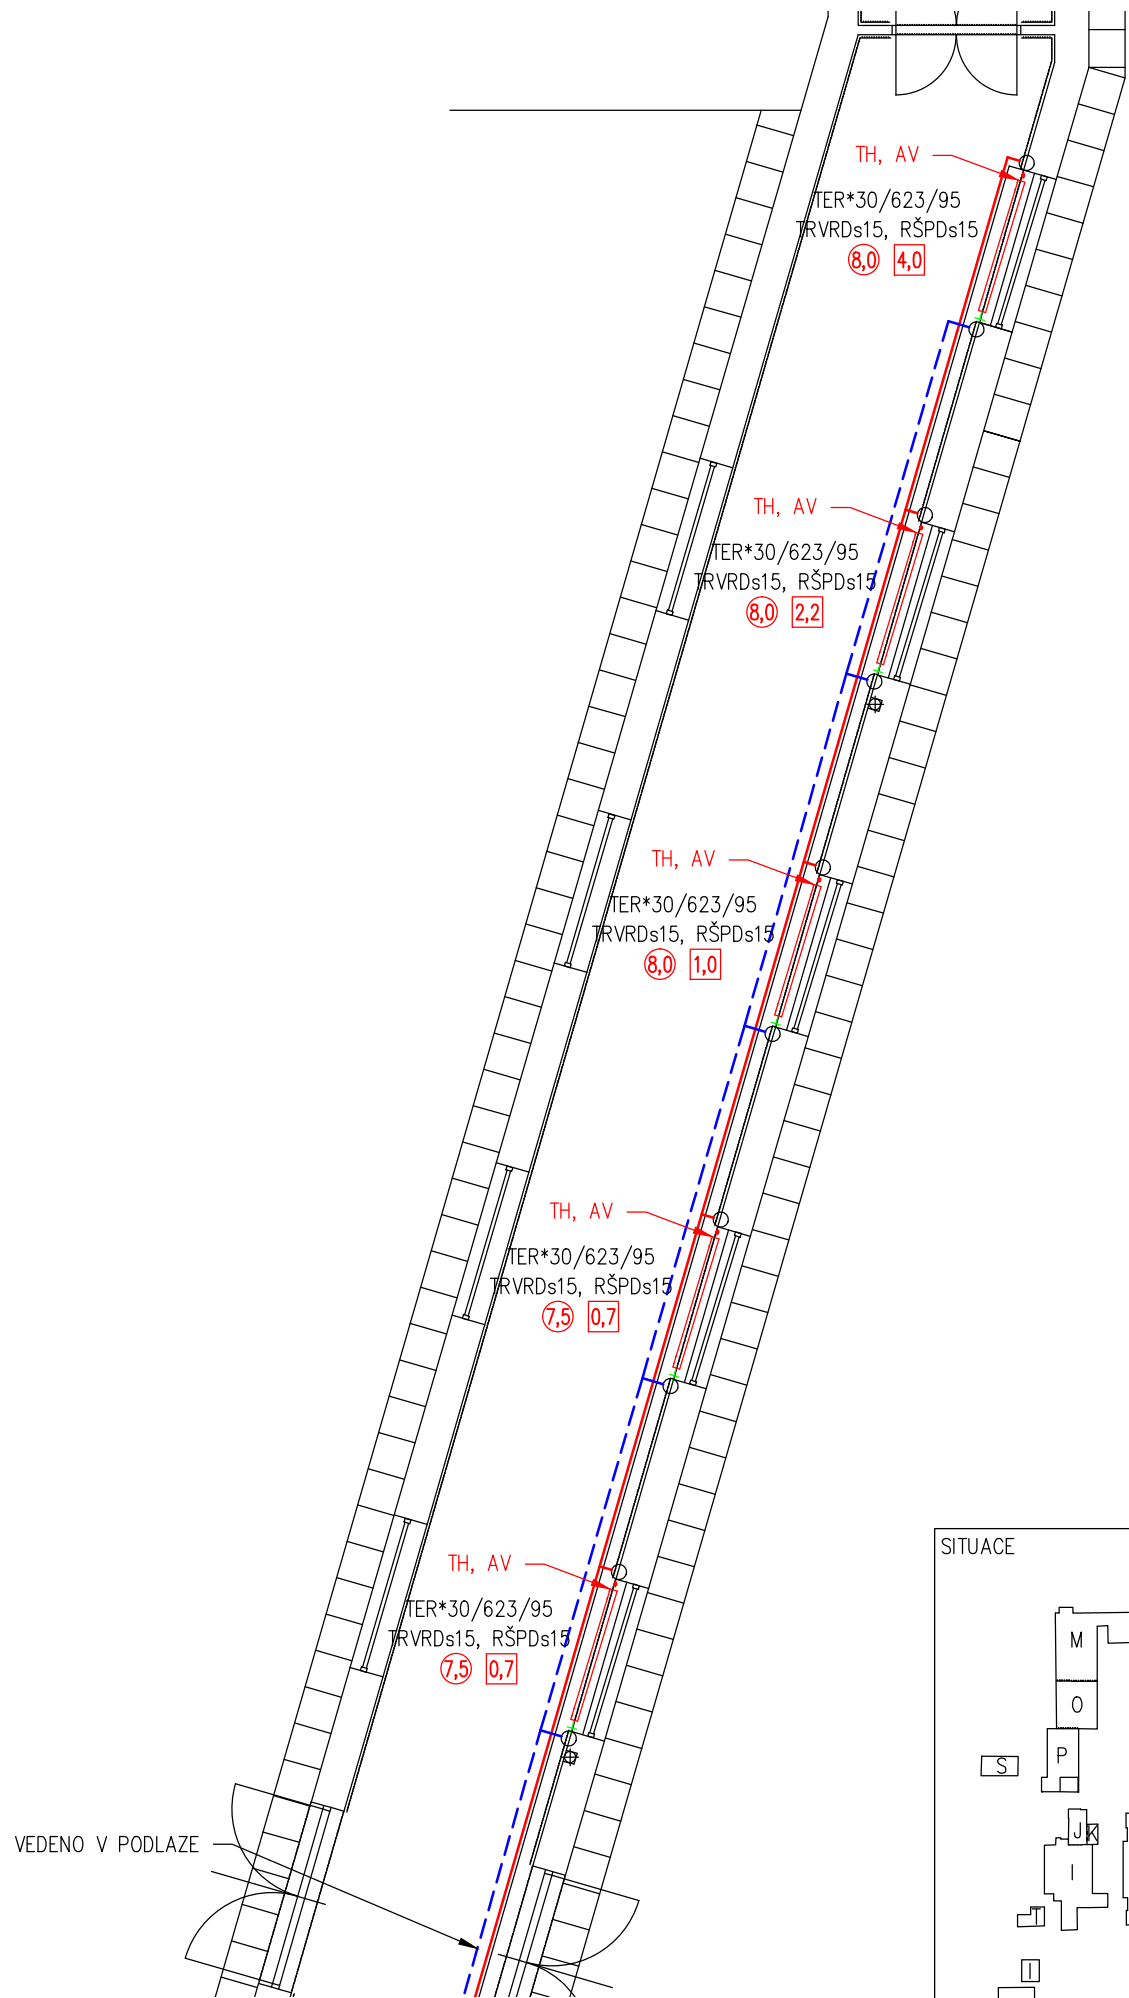 TH, AV
TER*30/623/95
TRVRDs15, RŠPDs15
8,0 4,0
TH, AV
TER*30/623/95
TRVRDs15, RŠPDs15
8,0 2,2
TH, AV
TER*30/623/95
TRVRDs15, RŠPDs15
8,0 1,0
TH, AV
TER*30/623/95
TRVRDs15, RŠPDs15
7,5 0,7
TH, AV
TER*30/623/95
TRVRDs15, RŠPDs15
7,5 0,7
VEDENO V PODLAZE
SITUACE
M
O
P
S
J
K
I
T
I